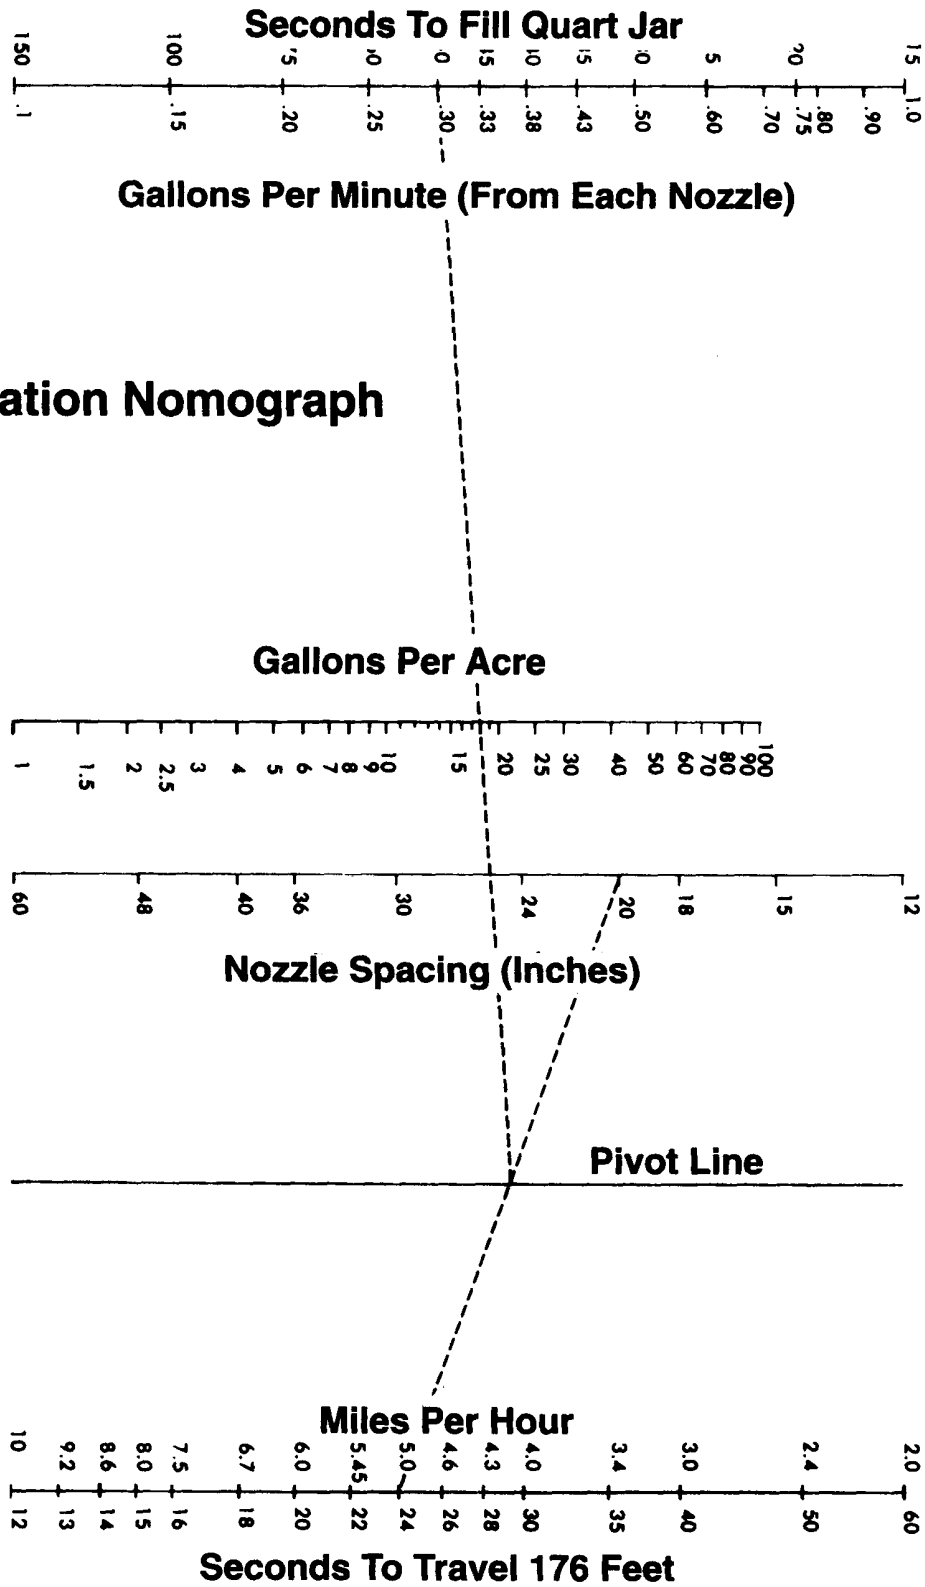 Seconds To Fill Quart Jar
150 100 15
.1 .15 .20 .25 .30 .33 .38 .43 .50 .60 .70 .75 .80 .90 1.0
Gallons Per Minute (From Each Nozzle)
ation Nomograph
Gallons Per Acre
1 1.5 2 2.5 3 4 5 6 7 8 9 10 15 20 25 30 40 50 60 70 80 90 100
60 48 40 36 30 24 20 18 15 12
Nozzle Spacing (Inches)
Pivot Line
Miles Per Hour
10 9.2 8.6 8.0 7.5 6.7 6.0 5.45 5.0 4.6 4.3 4.0 3.4 3.0 2.4 2.0
12 13 14 15 16 18 20 22 24 26 28 30 35 40 50 60
Seconds To Travel 176 Feet